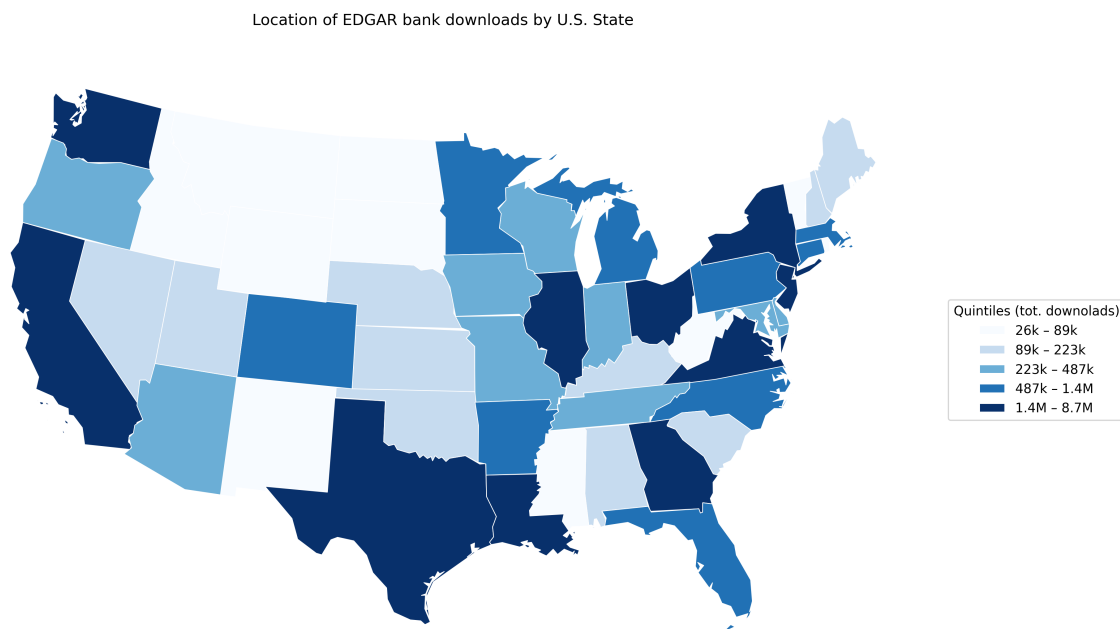 Location of EDGAR bank downloads by U.S. State
Quintiles (tot. downolads)
26k – 89k
89k – 223k
223k – 487k
487k – 1.4M
1.4M – 8.7M